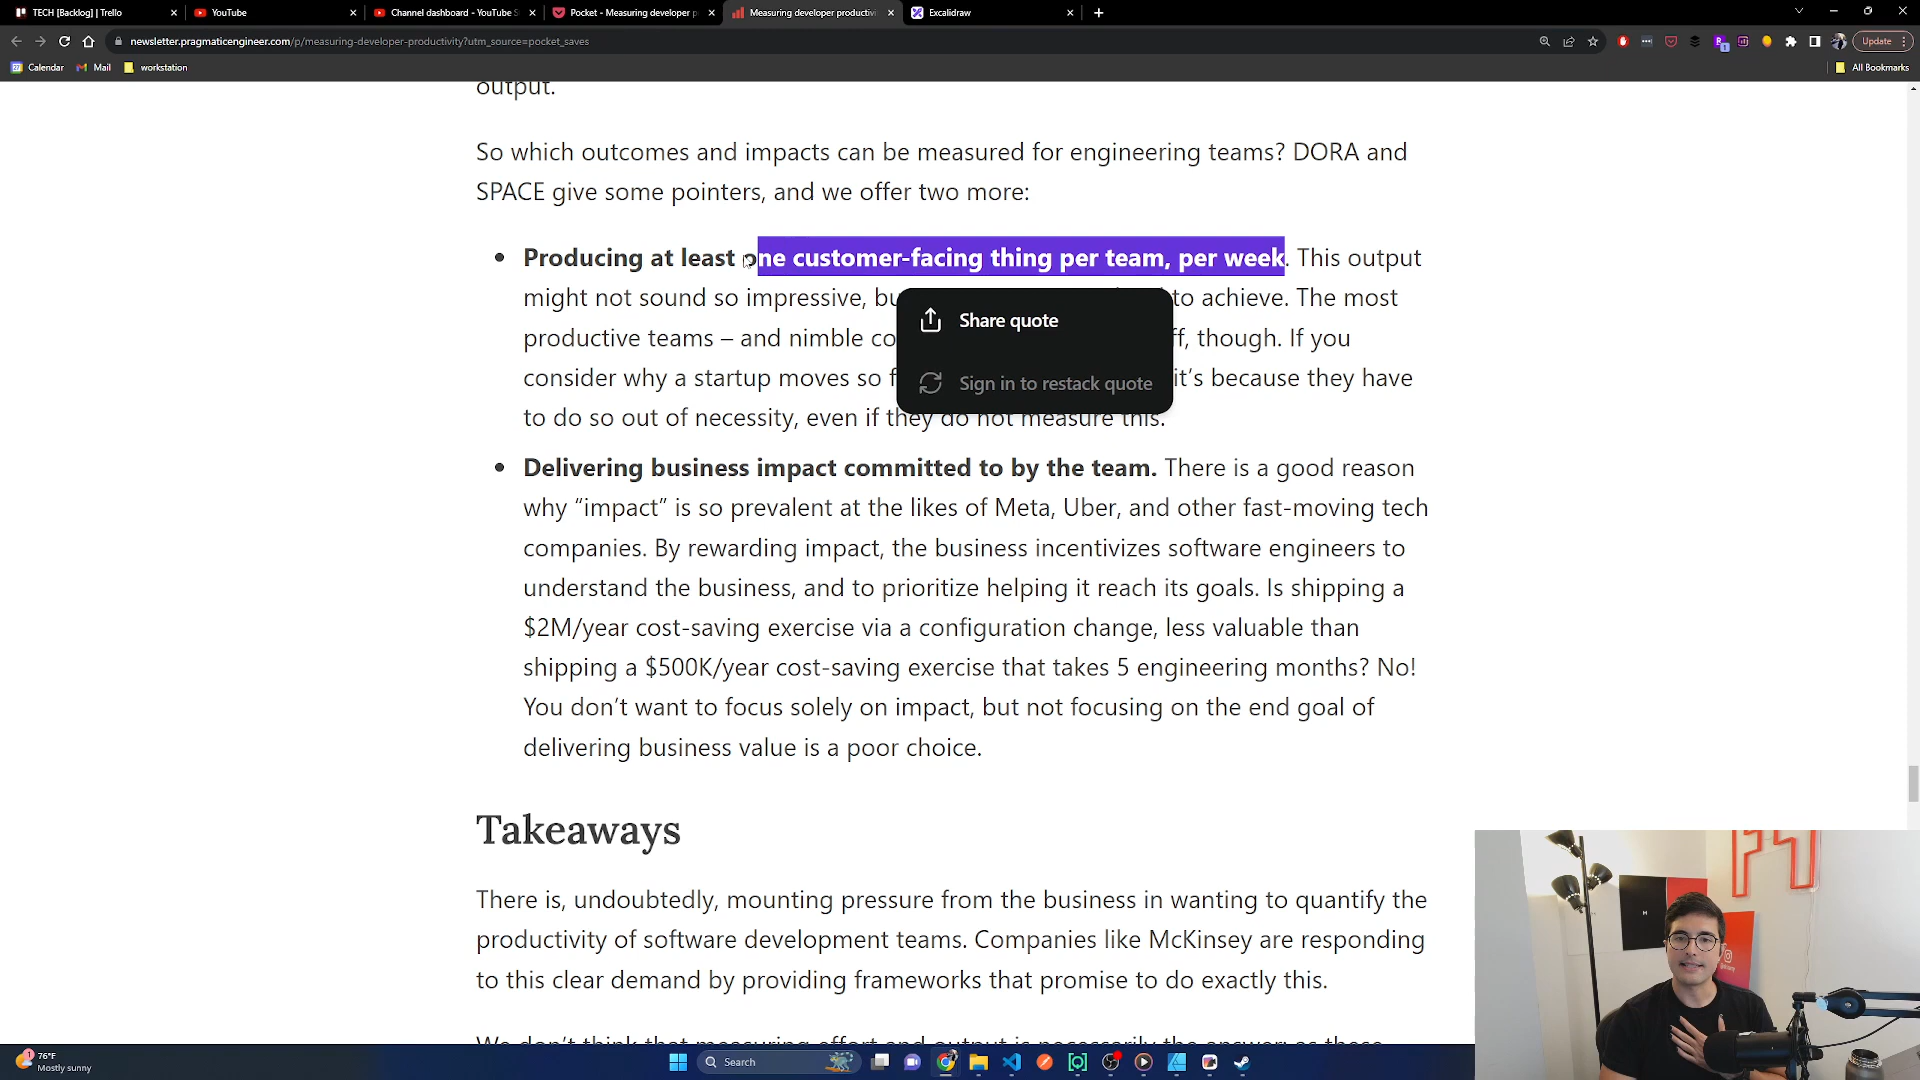 TECH [Backlog] | Trello
YouTube
Channel dashboard - YouTube S
Pocket - Measuring developer p
Measuring developer productivi
Excalidraw
newsletter.pragmaticengineer.com/p/measuring-developer-productivity?utm_source=pocket_saves
Update
Calendar
Mail
workstation
All Bookmarks
output.
So which outcomes and impacts can be measured for engineering teams? DORA and
SPACE give some pointers, and we offer two more:
Producing at least one customer-facing thing per team, per week. This output
might not sound so impressive, bu to achieve. The most
productive teams – and nimble co ff, though. If you
consider why a startup moves so f it’s because they have
to do so out of necessity, even if they do not measure this.
Share quote
Sign in to restack quote
Delivering business impact committed to by the team. There is a good reason
why “impact” is so prevalent at the likes of Meta, Uber, and other fast-moving tech
companies. By rewarding impact, the business incentivizes software engineers to
understand the business, and to prioritize helping it reach its goals. Is shipping a
$2M/year cost-saving exercise via a configuration change, less valuable than
shipping a $500K/year cost-saving exercise that takes 5 engineering months? No!
You don’t want to focus solely on impact, but not focusing on the end goal of
delivering business value is a poor choice.
Takeaways
There is, undoubtedly, mounting pressure from the business in wanting to quantify the
productivity of software development teams. Companies like McKinsey are responding
to this clear demand by providing frameworks that promise to do exactly this.
We don’t think that measuring effort and output is necessarily the answer; as these
76°F
Mostly sunny
Search